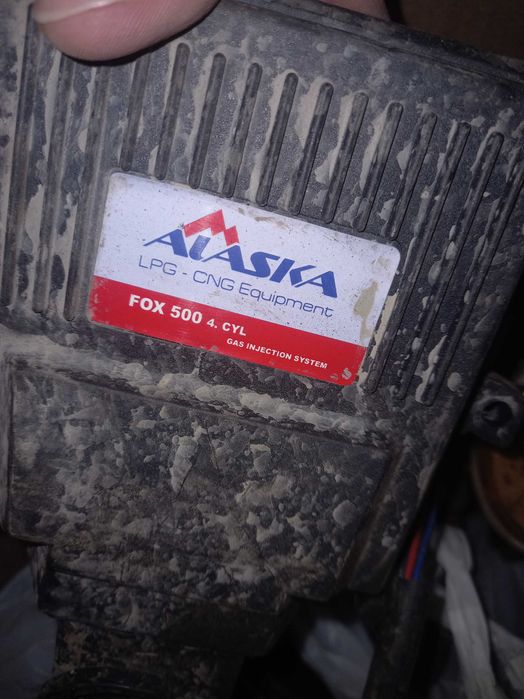 ALASKA
LPG - CNG Equipment
FOX 500 4. CYL
GAS INJECTION SYSTEM